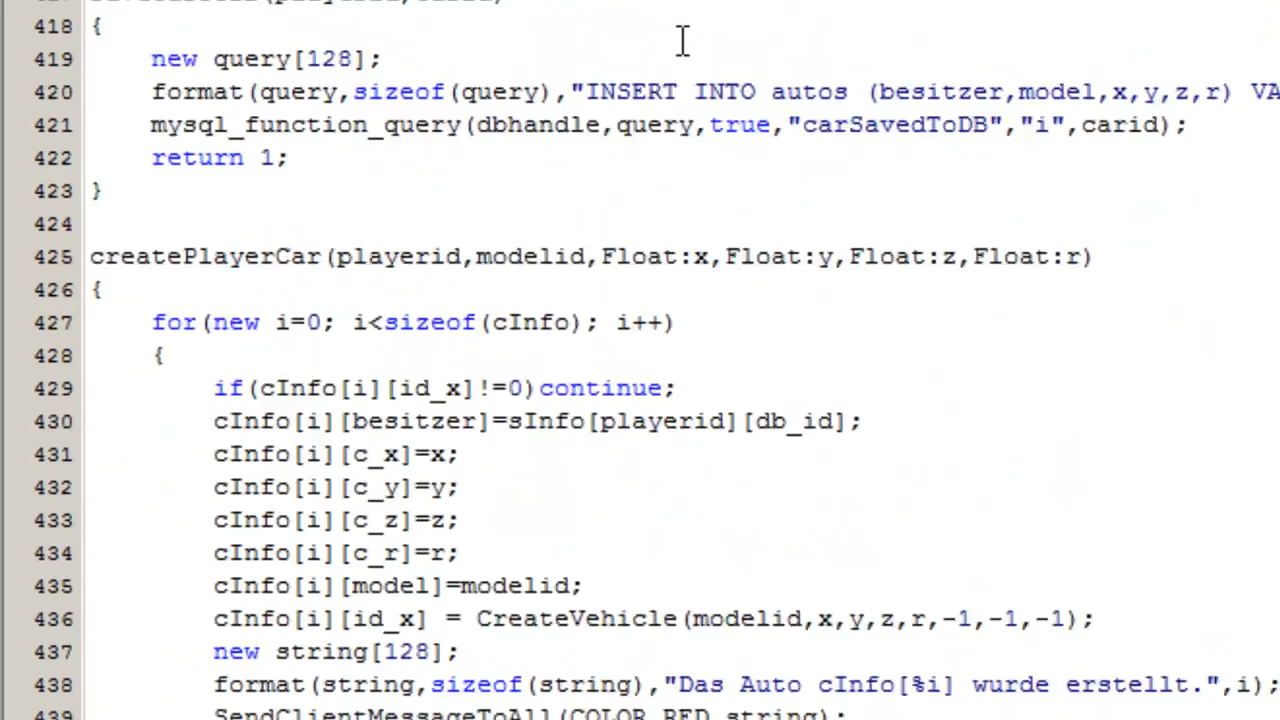 418 {
419 new query[128];
420 format(query,sizeof(query),"INSERT INTO autos (besitzer,model,x,y,z,r) VA
421 mysql_function_query(dbhandle,query,true,"carSavedToDB","i",carid);
422 return 1;
423 }
424
425 createPlayerCar(playerid,modelid,Float:x,Float:y,Float:z,Float:r)
426 {
427 for(new i=0; i<sizeof(cInfo); i++)
428 {
429 if(cInfo[i][id_x]!=0)continue;
430 cInfo[i][besitzer]=sInfo[playerid][db_id];
431 cInfo[i][c_x]=x;
432 cInfo[i][c_y]=y;
433 cInfo[i][c_z]=z;
434 cInfo[i][c_r]=r;
435 cInfo[i][model]=modelid;
436 cInfo[i][id_x] = CreateVehicle(modelid,x,y,z,r,-1,-1,-1);
437 new string[128];
438 format(string,sizeof(string),"Das Auto cInfo[%i] wurde erstellt.",i);
439 SendClientMessageToAll(COLOR_RED,string);